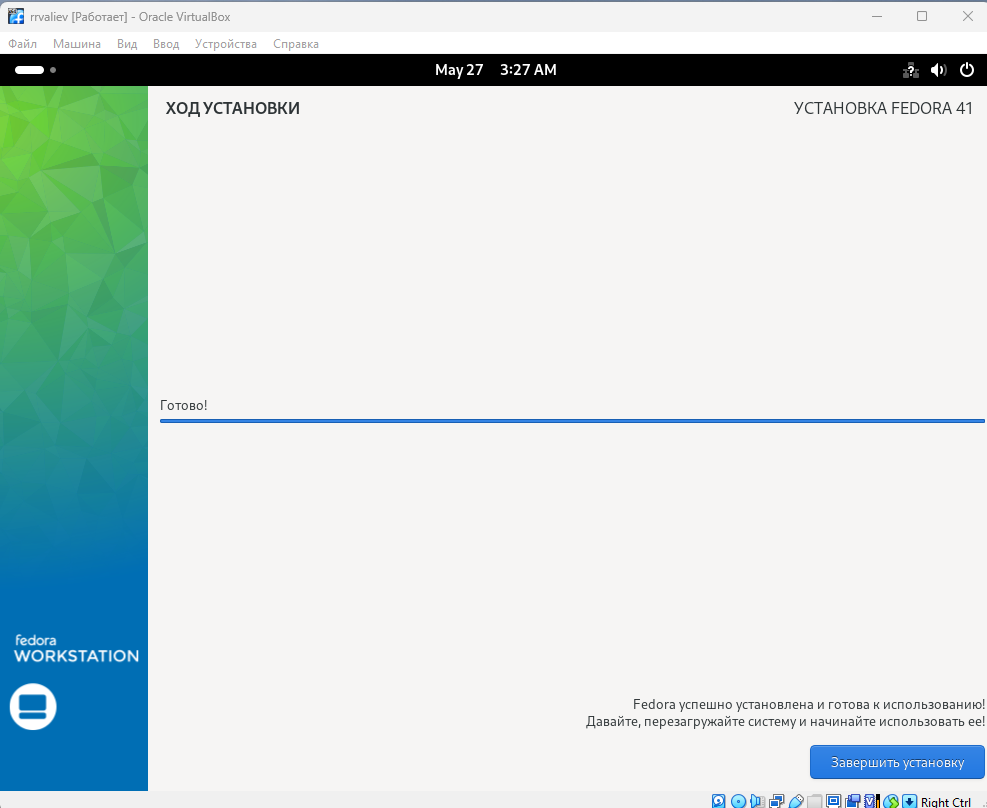 rrvaliev [Работает] - Oracle VirtualBox
Файл Машина Вид Ввод Устройства Справка
May 27 3:27 AM
ХОД УСТАНОВКИ УСТАНОВКА FEDORA 41
Готово!
fedora
WORKSTATION
Fedora успешно установлена и готова к использованию!
Давайте, перезагружайте систему и начинайте использовать ее!
Завершить установку
Right Ctrl